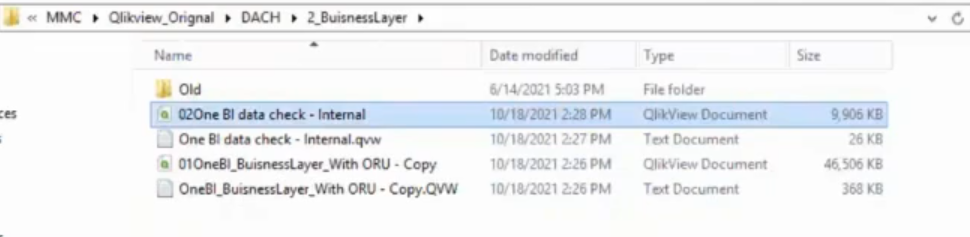 « MMC Qlikview_Orignal DACH 2_BuisnessLayer
Name Date modified Type Size
Old 6/14/2021 5:03 PM File folder
02One BI data check - Internal 10/18/2021 2:28 PM QlikView Document 9,906 KB
One BI data check - Internal.qvw 10/18/2021 2:27 PM Text Document 26 KB
01OneBI_BuisnessLayer_With ORU - Copy 10/18/2021 2:26 PM QlikView Document 46,506 KB
OneBI_BuisnessLayer_With ORU - Copy.QVW 10/18/2021 2:26 PM Text Document 368 KB
ces